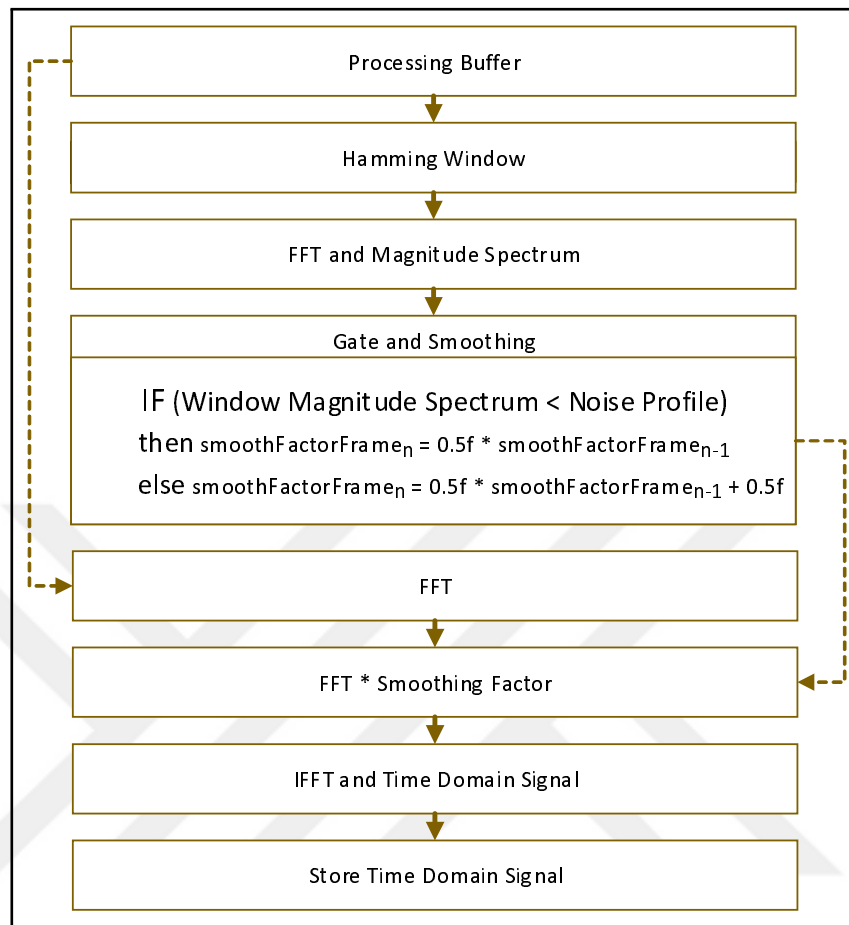 Processing Buffer
Hamming Window
FFT and Magnitude Spectrum
Gate and Smoothing
IF (Window Magnitude Spectrum < Noise Profile)
then smoothFactorFrameₙ = 0.5f * smoothFactorFrameₙ₋₁
else smoothFactorFrameₙ = 0.5f * smoothFactorFrameₙ₋₁ + 0.5f
FFT
FFT * Smoothing Factor
IFFT and Time Domain Signal
Store Time Domain Signal